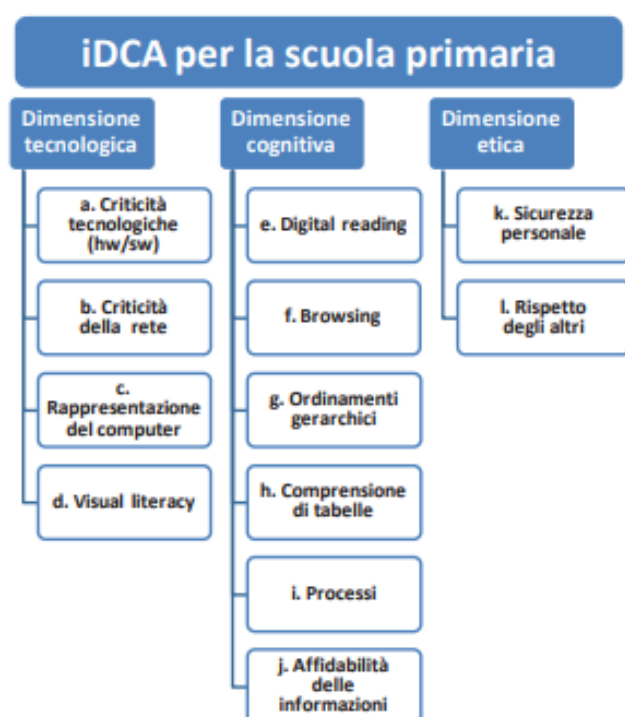 iDCA per la scuola primaria
Dimensione
tecnologica
a. Criticità
tecnologiche
(hw/sw)
b. Criticità
della rete
c.
Rappresentazione
del computer
d. Visual literacy
Dimensione
cognitiva
e. Digital reading
f. Browsing
g. Ordinamenti
gerarchici
h. Comprensione
di tabelle
i. Processi
j. Affidabilità
delle
informazioni
Dimensione
etica
k. Sicurezza
personale
l. Rispetto
degli altri